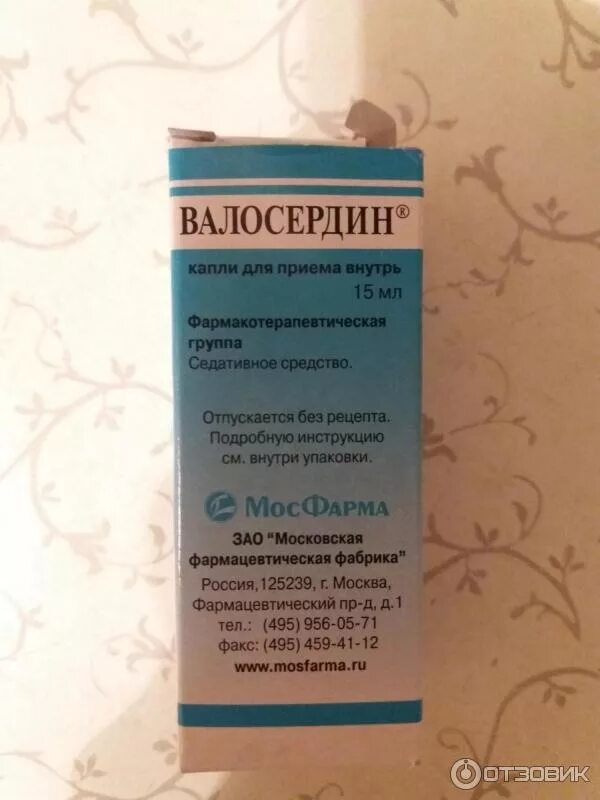 ВАЛОСЕРДИН®
капли для приема внутрь
15 мл
Фармакотерапевтическая
группа
Седативное средство.
Отпускается без рецепта.
Подробную инструкцию
см. внутри упаковки.
МосФарма
ЗАО "Московская
фармацевтическая фабрика"
Россия,125239, г. Москва,
Фармацевтический пр-д, д.1
тел.: (495) 956-05-71
факс: (495) 459-41-12
www.mosfarma.ru
ОТЗОВИК